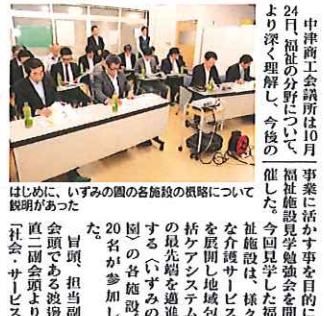 中津商工会議所は10月
24日、福祉の分野について、
より深く理解し、今後の
事業に活かす事を目的に
福祉施設見学勉強会を開
催した。今回見学した福
祉施設は、様々
な介護サービス
を展開し地域包
括ケアシステム
の最先端を邁進
する〈いずみの
園〉の各施設
20名が参加し
た。
冒頭、担当副
会頭である渡邉
直二副会頭より
「社会・サービス
はじめに、いずみの園の各施設の概略について
説明があった